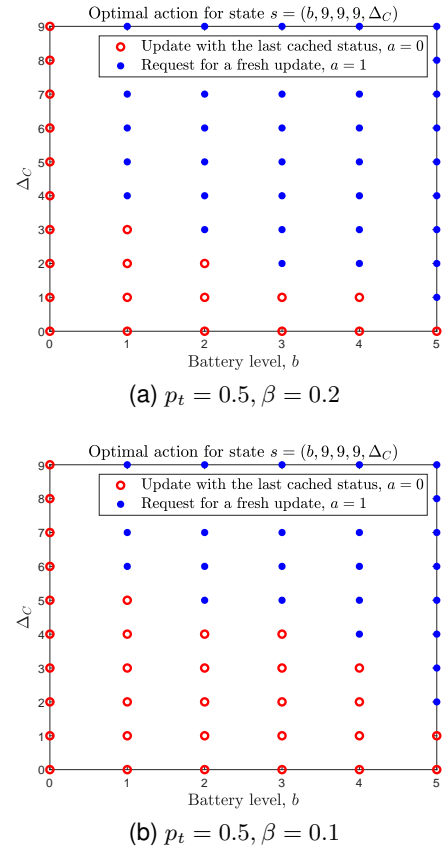 Optimal action for state s = (b, 9, 9, 9, Δ_C)
Update with the last cached status, a = 0
Request for a fresh update, a = 1
9
8
7
6
5
4
3
2
1
0
Δ_C
0 1 2 3 4 5
Battery level, b
(a) p_t = 0.5, β = 0.2
Optimal action for state s = (b, 9, 9, 9, Δ_C)
Update with the last cached status, a = 0
Request for a fresh update, a = 1
9
8
7
6
5
4
3
2
1
0
Δ_C
0 1 2 3 4 5
Battery level, b
(b) p_t = 0.5, β = 0.1